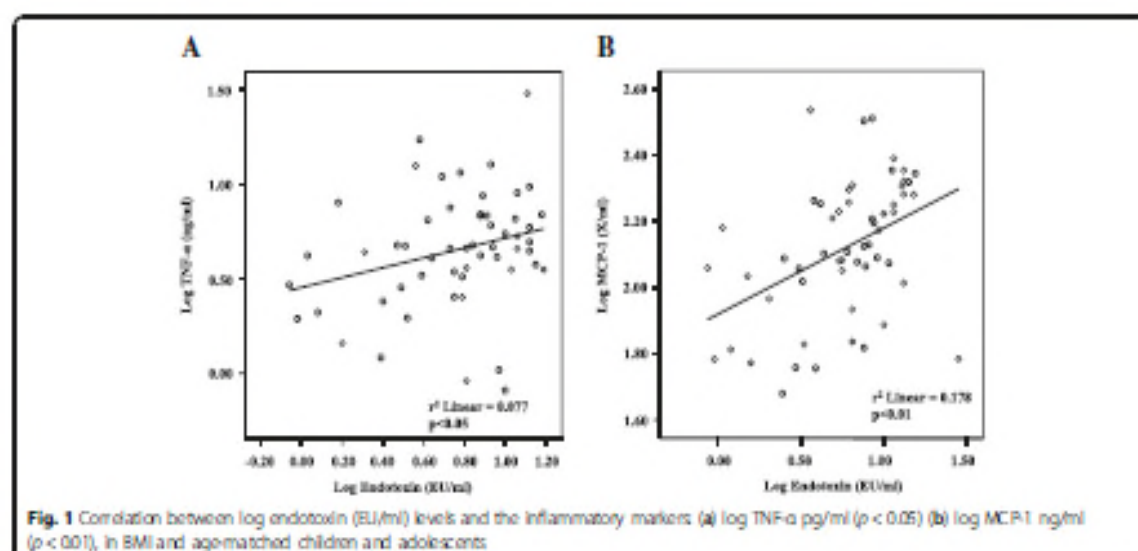 A
B
1.50
1.00
0.50
0.00
Log TNF-α (ng/ml)
r² Linear = 0.077
p<0.05
-0.20 0.00 0.20 0.40 0.60 0.80 1.00 1.20
Log Endotoxin (EU/ml)
2.60
2.40
2.20
2.00
1.80
1.60
Log MCP-1
r² Linear =
p<0.01
0.00 0.50 1.00 1.50
Log Endotoxin (EU/ml)
Fig. 1 Correlation between log endotoxin (EU/ml) levels and the inflammatory markers (a) log TNF-α pg/ml (p < 0.05) (b) log MCP-1 ng/ml
(p < 0.01), in BMI and age-matched children and adolescents